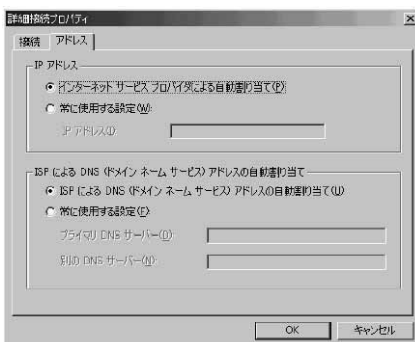 詳細接続プロパティ
接続
アドレス
IP アドレス
インターネット サービス プロバイダによる自動割り当て(P)
常に使用する設定(W):
IP アドレス(I):
ISP による DNS (ドメイン ネーム サービス) アドレスの自動割り当て
ISP による DNS (ドメイン ネーム サービス) アドレスの自動割り当て(U)
常に使用する設定(F)
プライマリ DNS サーバー(D):
別の DNS サーバー(N):
OK
キャンセル